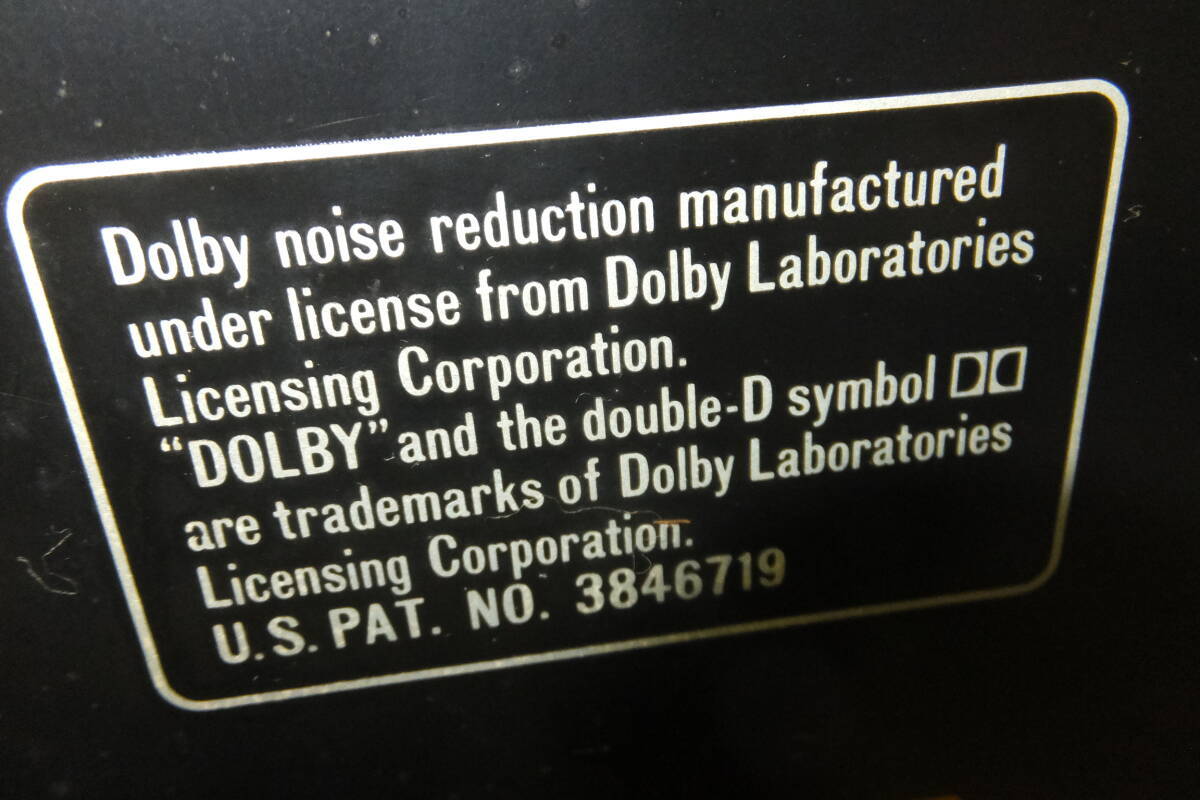 Dolby noise reduction manufactured
under license from Dolby Laboratories
Licensing Corporation.
“DOLBY” and the double-D symbol
are trademarks of Dolby Laboratories
Licensing Corporation.
U.S. PAT. NO. 3846719